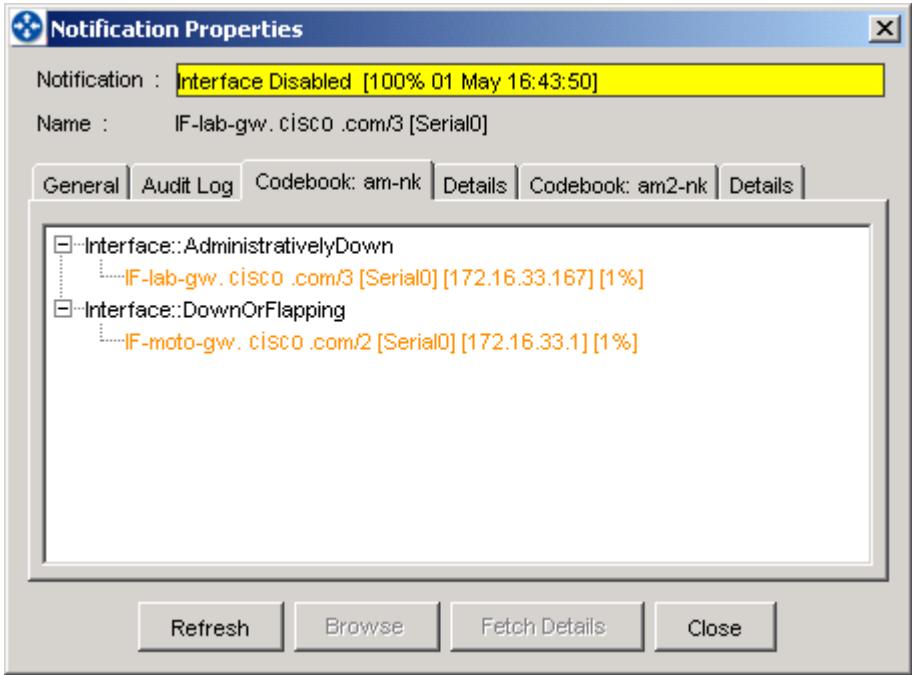 Notification Properties
Notification : Interface Disabled [100% 01 May 16:43:50]
Name : IF-lab-gw. cisco .com/3 [Serial0]
General Audit Log Codebook: am-nk Details Codebook: am2-nk Details
Interface::AdministrativelyDown
IF-lab-gw. cisco .com/3 [Serial0] [172.16.33.167] [1%]
Interface::DownOrFlapping
IF-moto-gw. cisco .com/2 [Serial0] [172.16.33.1] [1%]
Refresh Browse Fetch Details Close